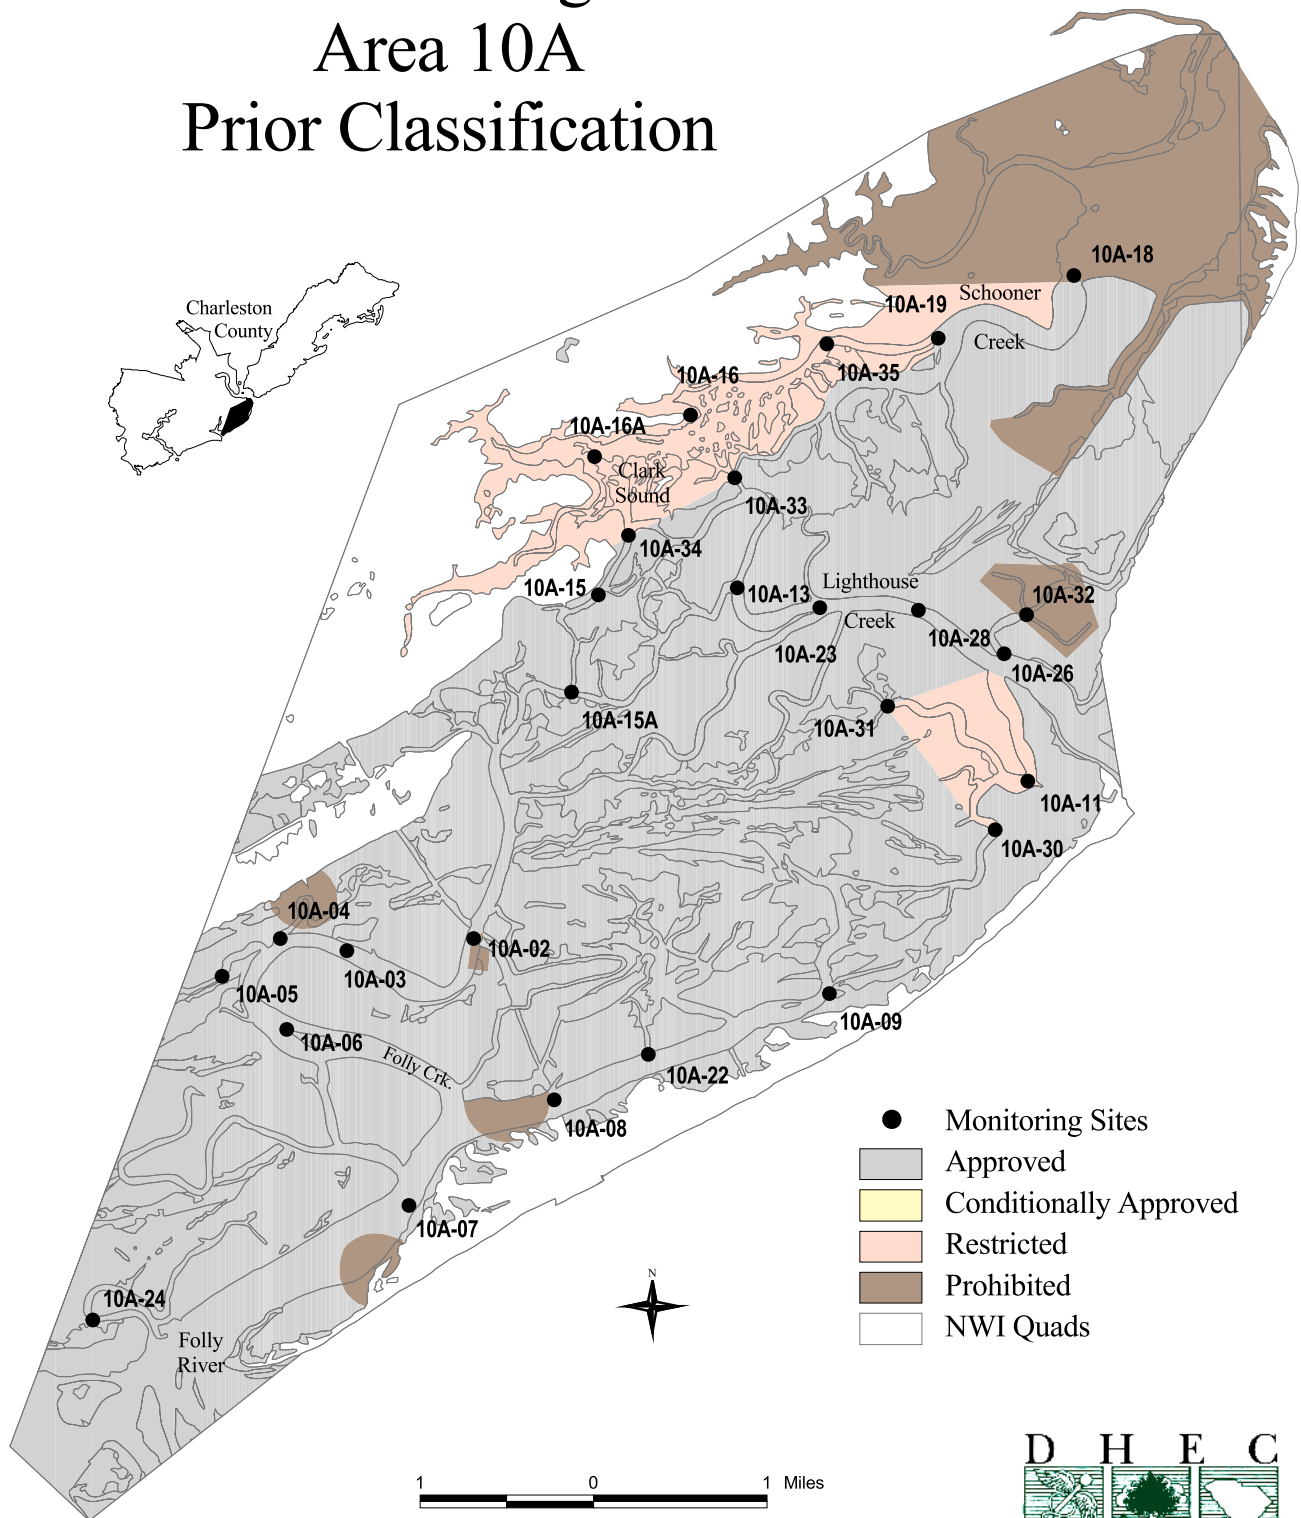 Area 10A
Prior Classification
Charleston
County
10A-18
10A-19
Schooner
Creek
10A-35
10A-16
10A-16A
Clark
Sound
10A-33
10A-34
10A-15
10A-13
Lighthouse
Creek
10A-32
10A-28
10A-23
10A-26
10A-15A
10A-31
10A-11
10A-30
10A-04
10A-02
10A-03
10A-05
10A-09
10A-06
Folly Crk.
10A-22
10A-08
10A-07
10A-24
Folly
River
Monitoring Sites
Approved
Conditionally Approved
Restricted
Prohibited
NWI Quads
N
1 0 1 Miles
D H E C